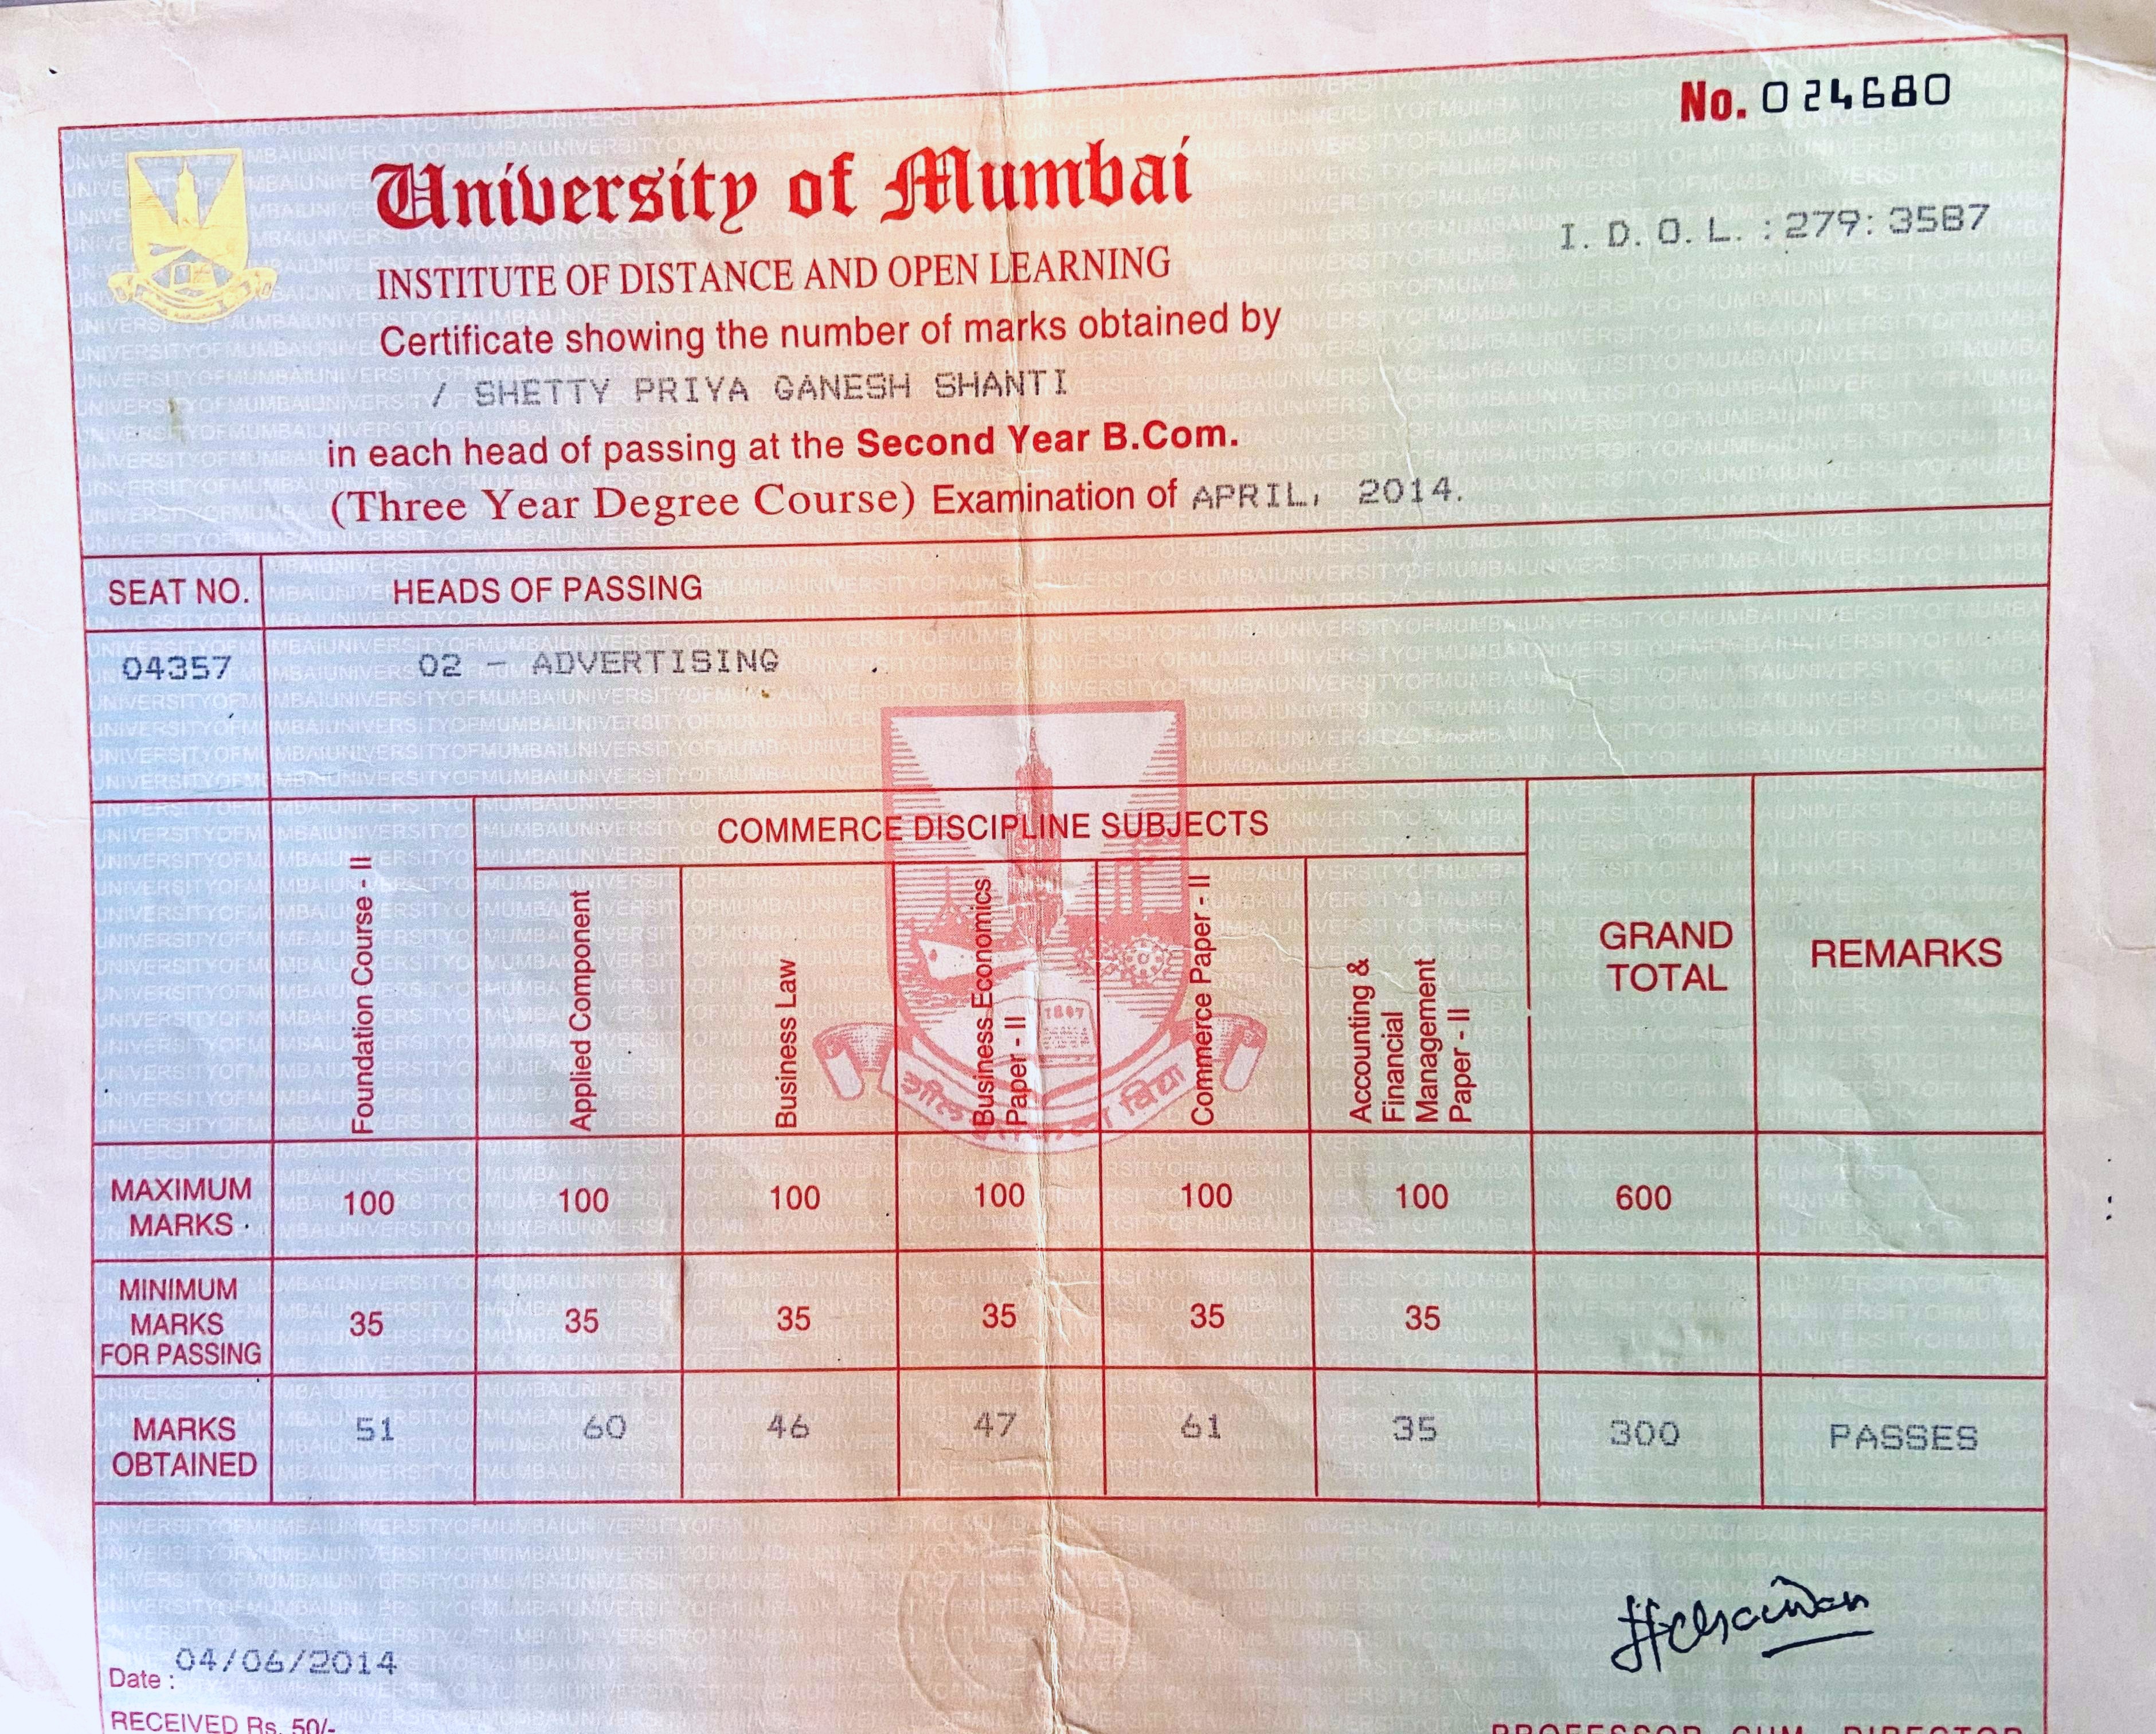 No. 024680
University of Mumbai
I. D. O. L. : 279: 3587
INSTITUTE OF DISTANCE AND OPEN LEARNING
Certificate showing the number of marks obtained by
/ SHETTY PRIYA GANESH SHANTI
in each head of passing at the Second Year B.Com.
(Three Year Degree Course) Examination of APRIL, 2014.
SEAT NO. HEADS OF PASSING
04357 02 - ADVERTISING
COMMERCE DISCIPLINE SUBJECTS
Foundation Course - II
Applied Component
Business Law
Business Economics
Paper - II
Commerce Paper - II
Accounting &
Financial
Management
Paper - II
GRAND
TOTAL
REMARKS
MAXIMUM
MARKS
100 100 100 100 100 100 600
MINIMUM
MARKS
FOR PASSING
35 35 35 35 35 35
MARKS
OBTAINED
51 60 46 47 61 35 300 PASSES
Date : 04/06/2014
RECEIVED Rs. 50/-
PROFESSOR CUM DIRECTOR